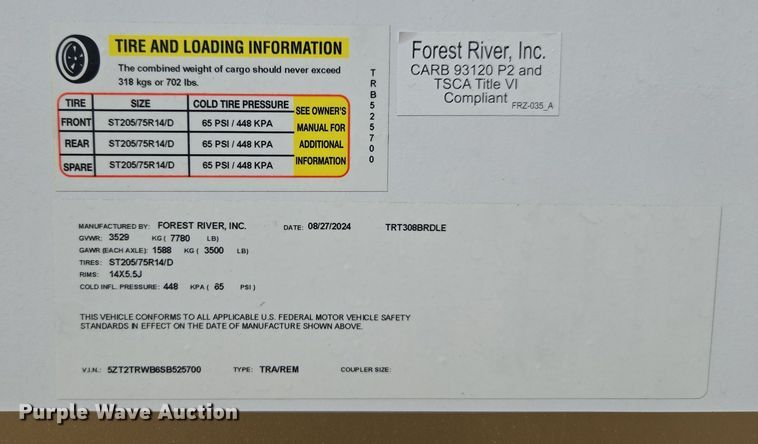 TIRE AND LOADING INFORMATION
The combined weight of cargo should never exceed
318 kgs or 702 lbs.
TIRE SIZE COLD TIRE PRESSURE
FRONT ST205/75R14/D 65 PSI / 448 KPA
REAR ST205/75R14/D 65 PSI / 448 KPA
SPARE ST205/75R14/D 65 PSI / 448 KPA
SEE OWNER'S
MANUAL FOR
ADDITIONAL
INFORMATION
TRB525700
Forest River, Inc.
CARB 93120 P2 and
TSCA Title VI
Compliant
FRZ-035_A
MANUFACTURED BY: FOREST RIVER, INC. DATE: 08/27/2024 TRT308BRDLE
GVWR: 3529 KG ( 7780 LB)
GAWR (EACH AXLE): 1588 KG ( 3500 LB)
TIRES: ST205/75R14/D
RIMS: 14X5.5J
COLD INFL. PRESSURE: 448 KPA ( 65 PSI )
THIS VEHICLE CONFORMS TO ALL APPLICABLE U.S. FEDERAL MOTOR VEHICLE SAFETY
STANDARDS IN EFFECT ON THE DATE OF MANUFACTURE SHOWN ABOVE.
V.I.N.: 5ZT2TRWB6SB525700 TYPE: TRA/REM COUPLER SIZE:
Purple Wave Auction